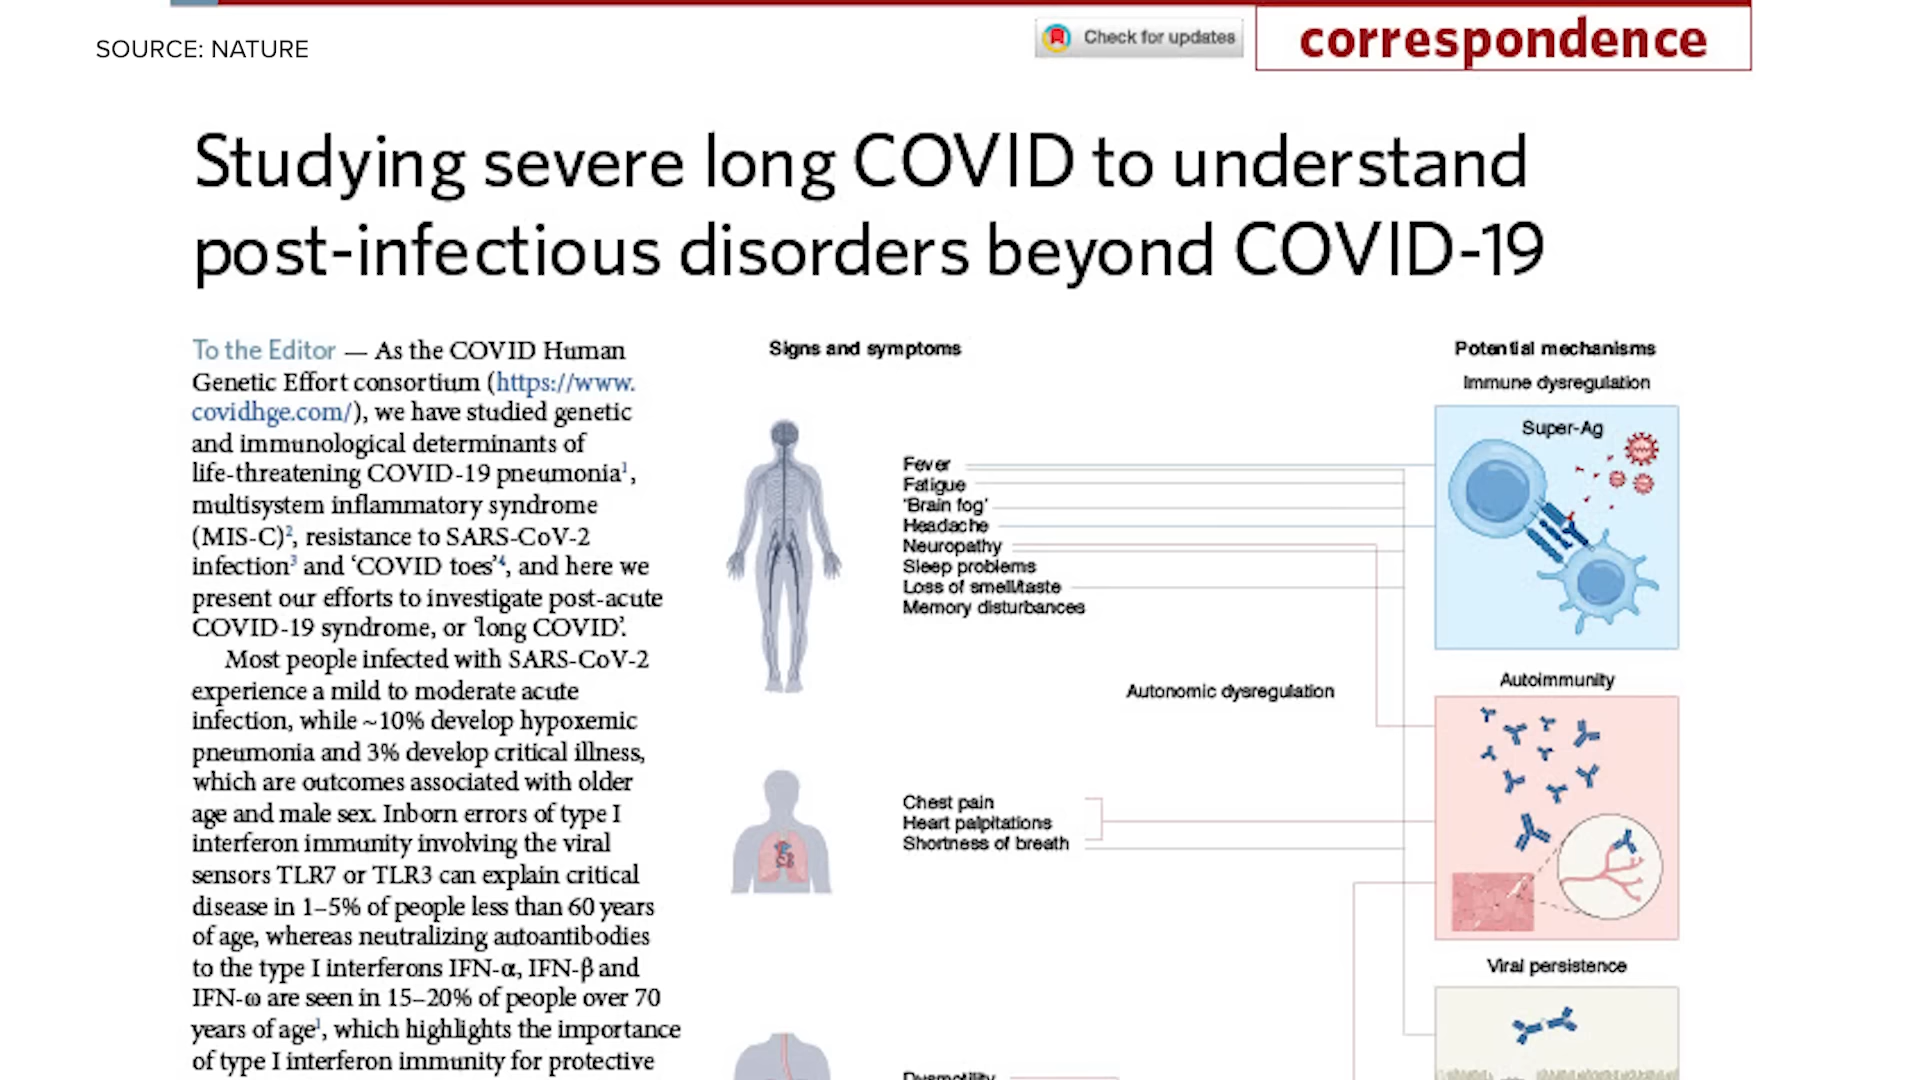 SOURCE: NATURE
Check for updates
correspondence
Studying severe long COVID to understand
post-infectious disorders beyond COVID-19
To the Editor — As the COVID Human
Genetic Effort consortium (https://www.
covidhge.com/), we have studied genetic
and immunological determinants of
life-threatening COVID-19 pneumonia¹,
multisystem inflammatory syndrome
(MIS-C)², resistance to SARS-CoV-2
infection³ and ‘COVID toes’⁴, and here we
present our efforts to investigate post-acute
COVID-19 syndrome, or ‘long COVID’.
Most people infected with SARS-CoV-2
experience a mild to moderate acute
infection, while ~10% develop hypoxemic
pneumonia and 3% develop critical illness,
which are outcomes associated with older
age and male sex. Inborn errors of type I
interferon immunity involving the viral
sensors TLR7 or TLR3 can explain critical
disease in 1–5% of people less than 60 years
of age, whereas neutralizing autoantibodies
to the type I interferons IFN-α, IFN-β and
IFN-ω are seen in 15–20% of people over 70
years of age¹, which highlights the importance
of type I interferon immunity for protective
Signs and symptoms
Fever
Fatigue
‘Brain fog’
Headache
Neuropathy
Sleep problems
Loss of smell/taste
Memory disturbances
Autonomic dysregulation
Chest pain
Heart palpitations
Shortness of breath
Dysmotility
Potential mechanisms
Immune dysregulation
Super-Ag
Autoimmunity
Viral persistence